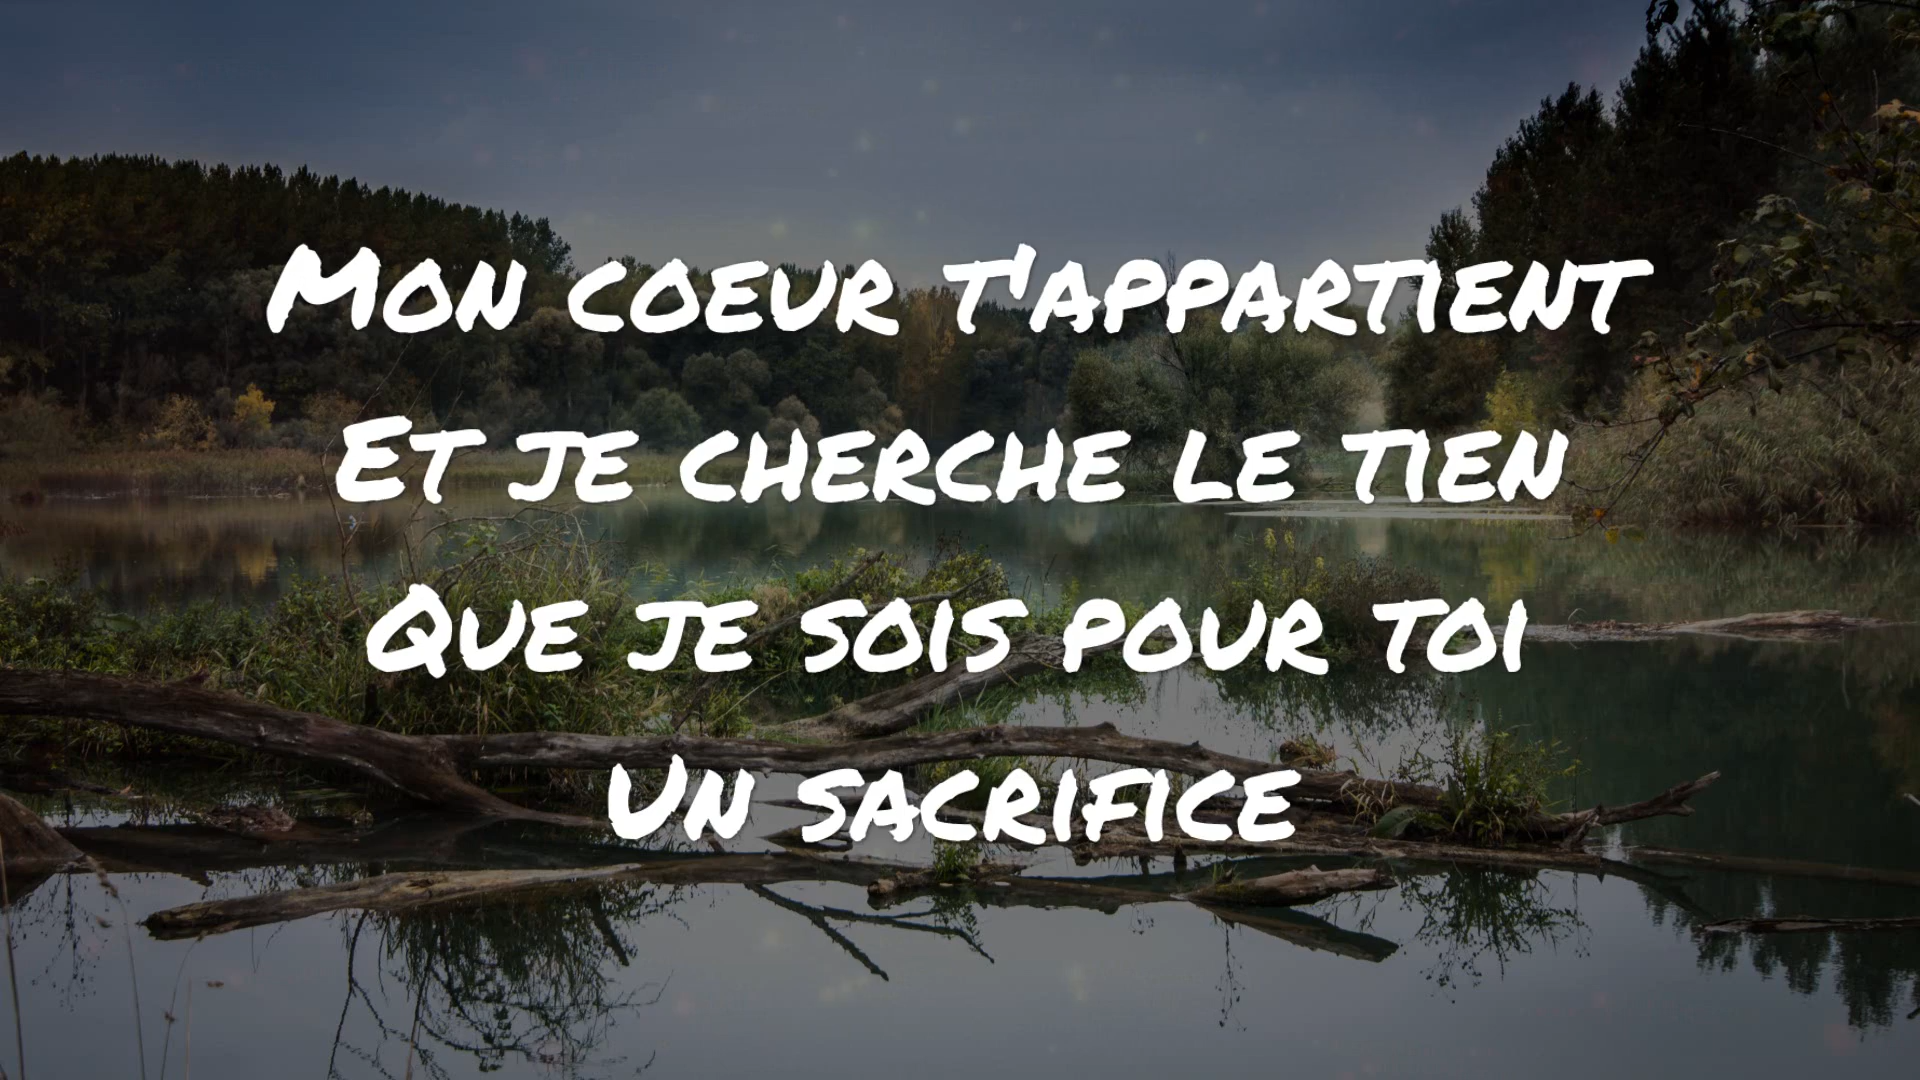 Mon coeur t'appartient
Et je cherche le tien
Que je sois pour toi
Un sacrifice